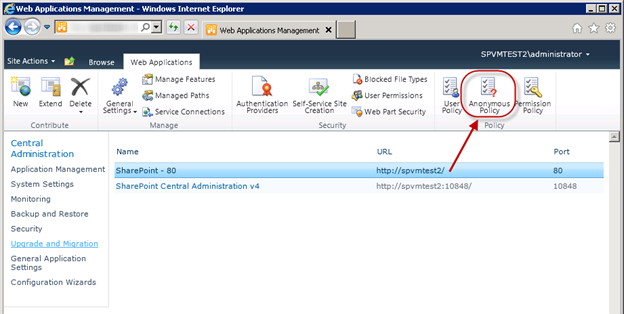 Web Applications Management - Windows Internet Explorer
Web Applications Management
SPVMTEST2\administrator
Site Actions
Browse
Web Applications
New
Extend
Delete
General Settings
Manage Features
Managed Paths
Service Connections
Authentication Providers
Self-Service Site Creation
Blocked File Types
User Permissions
Web Part Security
User Policy
Anonymous Policy
Permission Policy
Contribute
Manage
Security
Policy
Central Administration
Application Management
System Settings
Monitoring
Backup and Restore
Security
Upgrade and Migration
General Application Settings
Configuration Wizards
Name URL Port
SharePoint - 80 http://spvmtest2/ 80
SharePoint Central Administration v4 http://spvmtest2:10848/ 10848